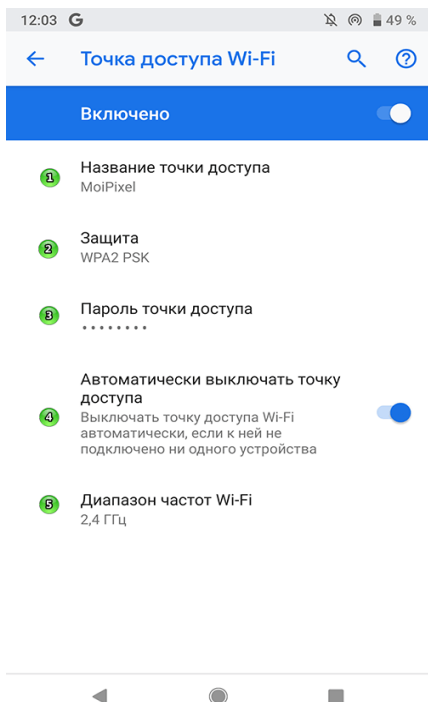 12:03 G 49 %
Точка доступа Wi-Fi
Включено
1 Название точки доступа
MoiPixel
2 Защита
WPA2 PSK
3 Пароль точки доступа
••••••••
Автоматически выключать точку
доступа
4 Выключать точку доступа Wi-Fi
автоматически, если к ней не
подключено ни одного устройства
5 Диапазон частот Wi-Fi
2,4 ГГц